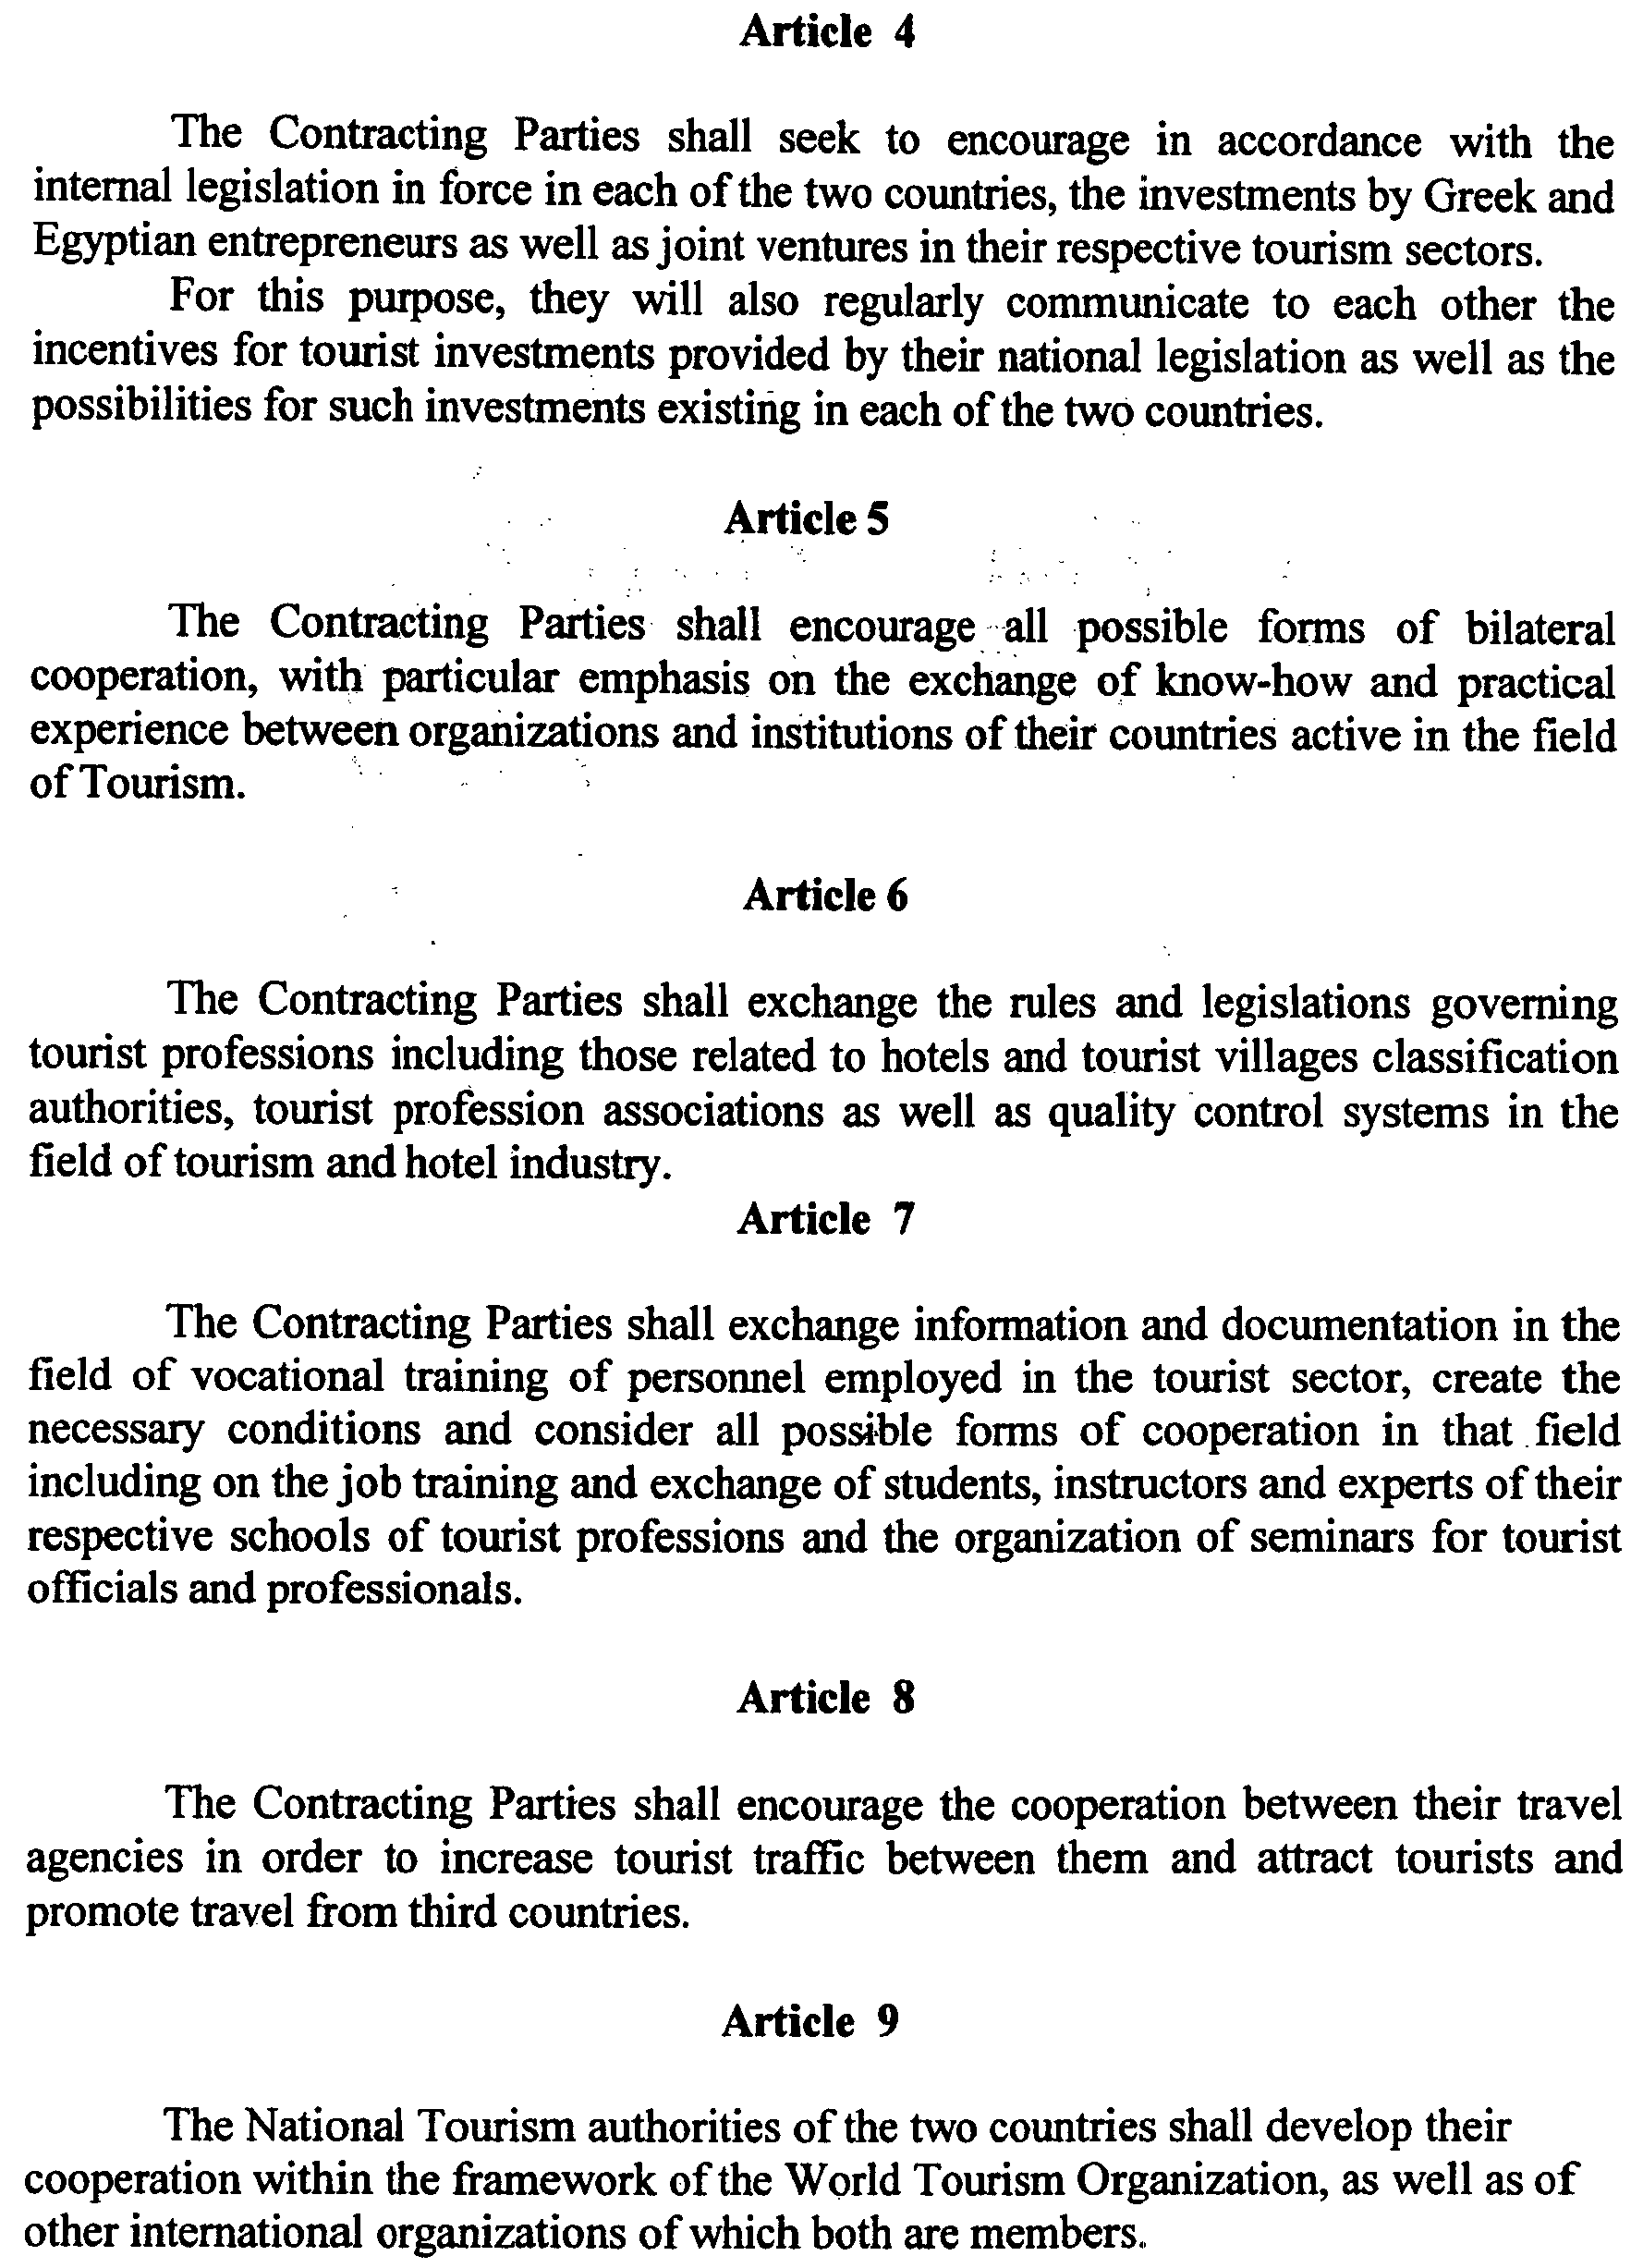 Article 4
The Contracting Parties shall seek to encourage in accordance with the
internal legislation in force in each of the two countries, the investments by Greek and
Egyptian entrepreneurs as well as joint ventures in their respective tourism sectors.
For this purpose, they will also regularly communicate to each other the
incentives for tourist investments provided by their national legislation as well as the
possibilities for such investments existing in each of the two countries.
Article 5
The Contracting Parties shall encourage all possible forms of bilateral
cooperation, with particular emphasis on the exchange of know-how and practical
experience between organizations and institutions of their countries active in the field
of Tourism.
Article 6
The Contracting Parties shall exchange the rules and legislations governing
tourist professions including those related to hotels and tourist villages classification
authorities, tourist profession associations as well as quality control systems in the
field of tourism and hotel industry.
Article 7
The Contracting Parties shall exchange information and documentation in the
field of vocational training of personnel employed in the tourist sector, create the
necessary conditions and consider all possible forms of cooperation in that field
including on the job training and exchange of students, instructors and experts of their
respective schools of tourist professions and the organization of seminars for tourist
officials and professionals.
Article 8
The Contracting Parties shall encourage the cooperation between their travel
agencies in order to increase tourist traffic between them and attract tourists and
promote travel from third countries.
Article 9
The National Tourism authorities of the two countries shall develop their
cooperation within the framework of the World Tourism Organization, as well as of
other international organizations of which both are members.